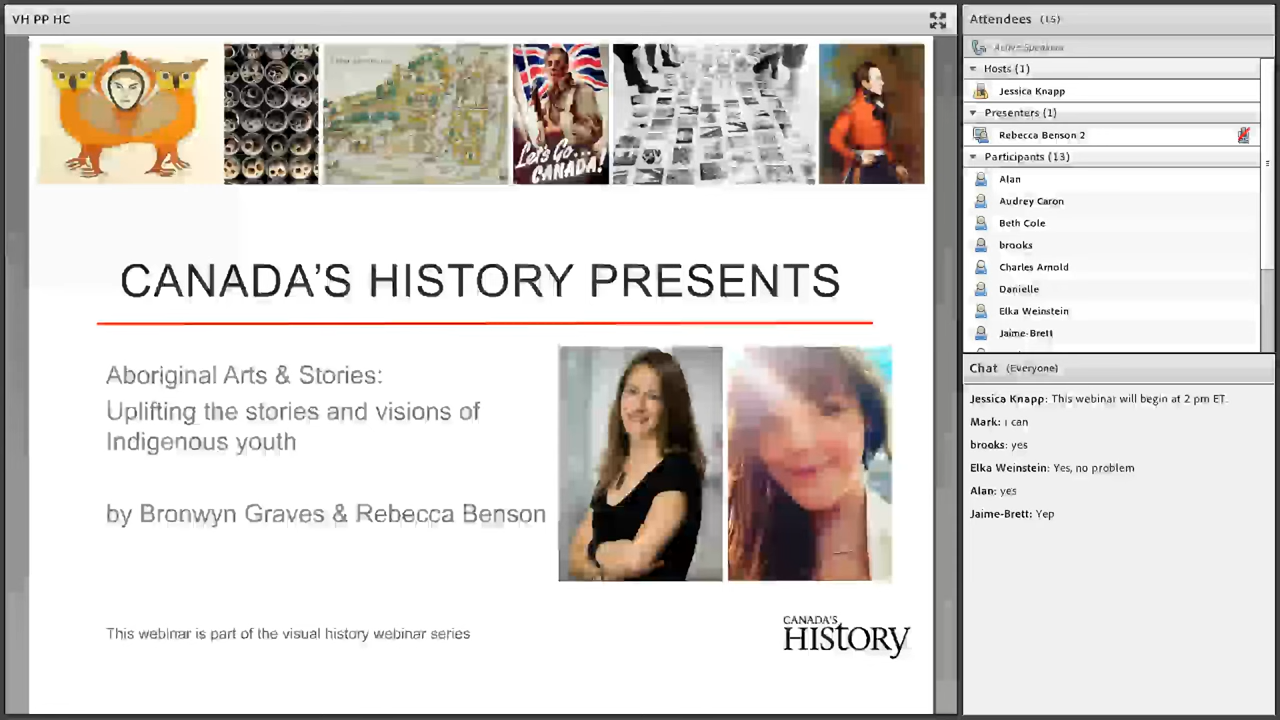 VH PP HC
Let's Go...
CANADA!
CANADA'S HISTORY PRESENTS
Aboriginal Arts & Stories:
Uplifting the stories and visions of
Indigenous youth
by Bronwyn Graves & Rebecca Benson
This webinar is part of the visual history webinar series
CANADA'S
HISTORY
Attendees (15)
Active Speakers
Hosts (1)
Jessica Knapp
Presenters (1)
Rebecca Benson 2
Participants (13)
Alan
Audrey Caron
Beth Cole
brooks
Charles Arnold
Danielle
Elka Weinstein
Jaime-Brett
Chat (Everyone)
Jessica Knapp: This webinar will begin at 2 pm ET.
Mark: i can
brooks: yes
Elka Weinstein: Yes, no problem
Alan: yes
Jaime-Brett: Yep